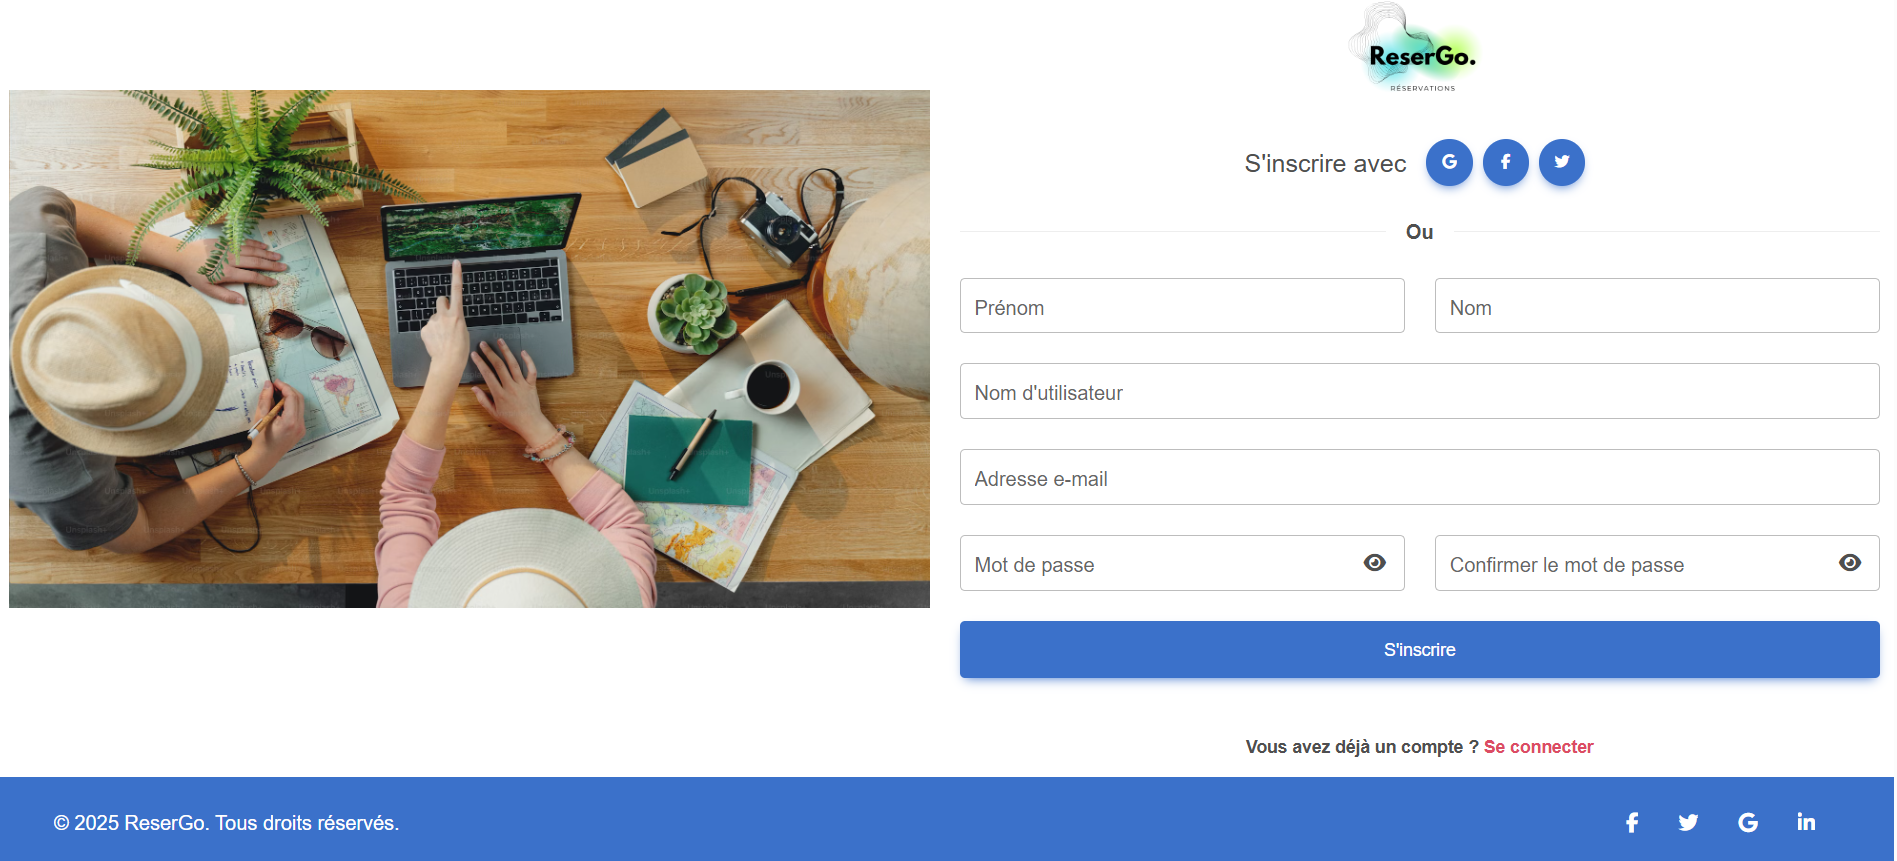 ReserGo.
RÉSERVATIONS
S'inscrire avec
Ou
Prénom
Nom
Nom d'utilisateur
Adresse e-mail
Mot de passe
Confirmer le mot de passe
S'inscrire
Vous avez déjà un compte ? Se connecter
© 2025 ReserGo. Tous droits réservés.